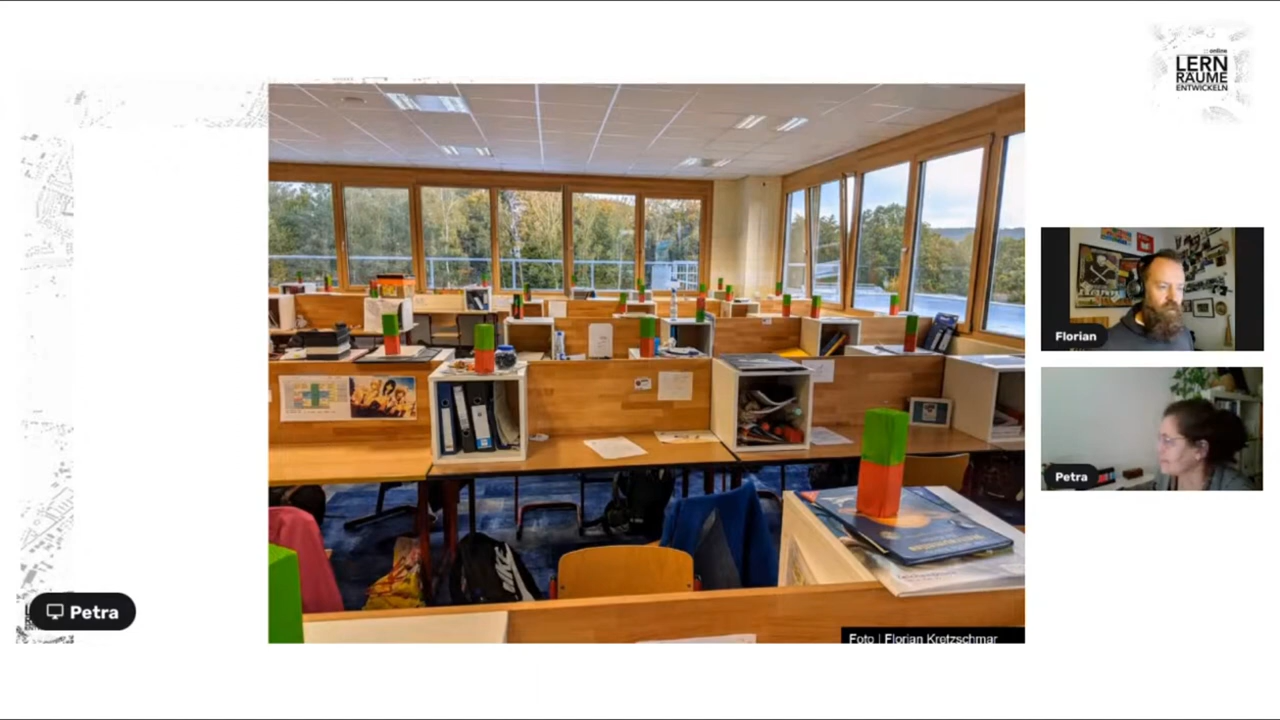 :: online
LERN
RÄUME
ENTWICKELN
Florian
Petra
Petra
Foto | Florian Kretzschmar